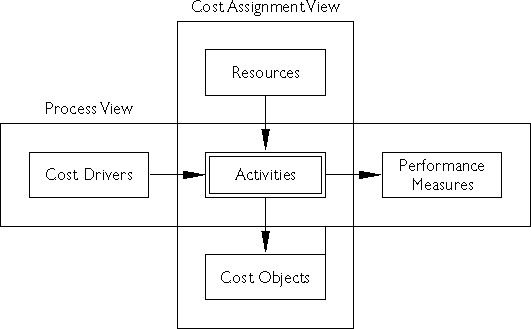 Cost Assignment View
Resources
Process View
Cost Drivers
Activities
Performance
Measures
Cost Objects